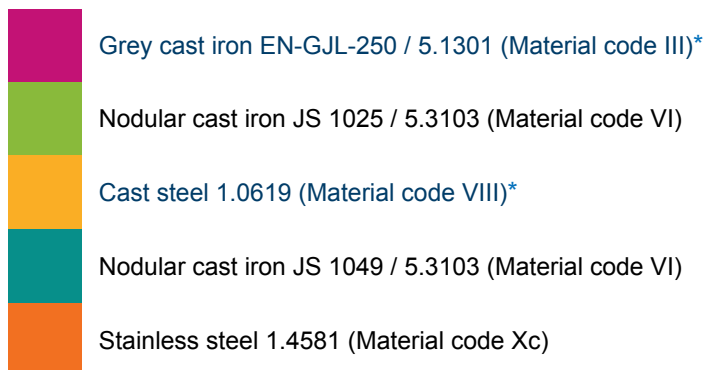 Grey cast iron EN-GJL-250 / 5.1301 (Material code III)*
Nodular cast iron JS 1025 / 5.3103 (Material code VI)
Cast steel 1.0619 (Material code VIII)*
Nodular cast iron JS 1049 / 5.3103 (Material code VI)
Stainless steel 1.4581 (Material code Xc)